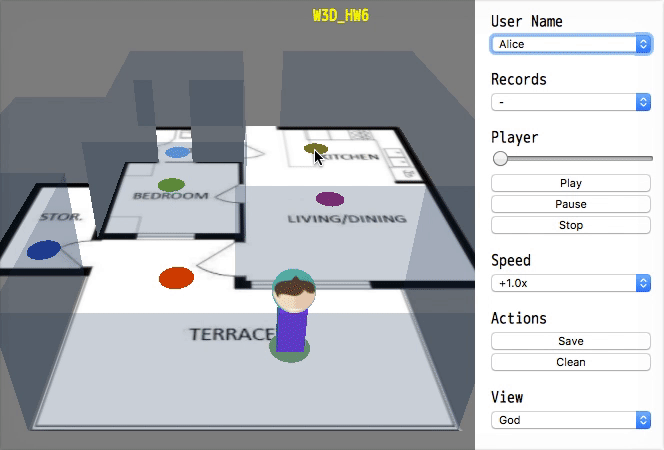 W3D_HW6
KITCHEN
BEDROOM
LIVING/DINING
STOR.
TERRACE
User Name
Alice
Records
-
Player
Play
Pause
Stop
Speed
+1.0x
Actions
Save
Clean
View
God